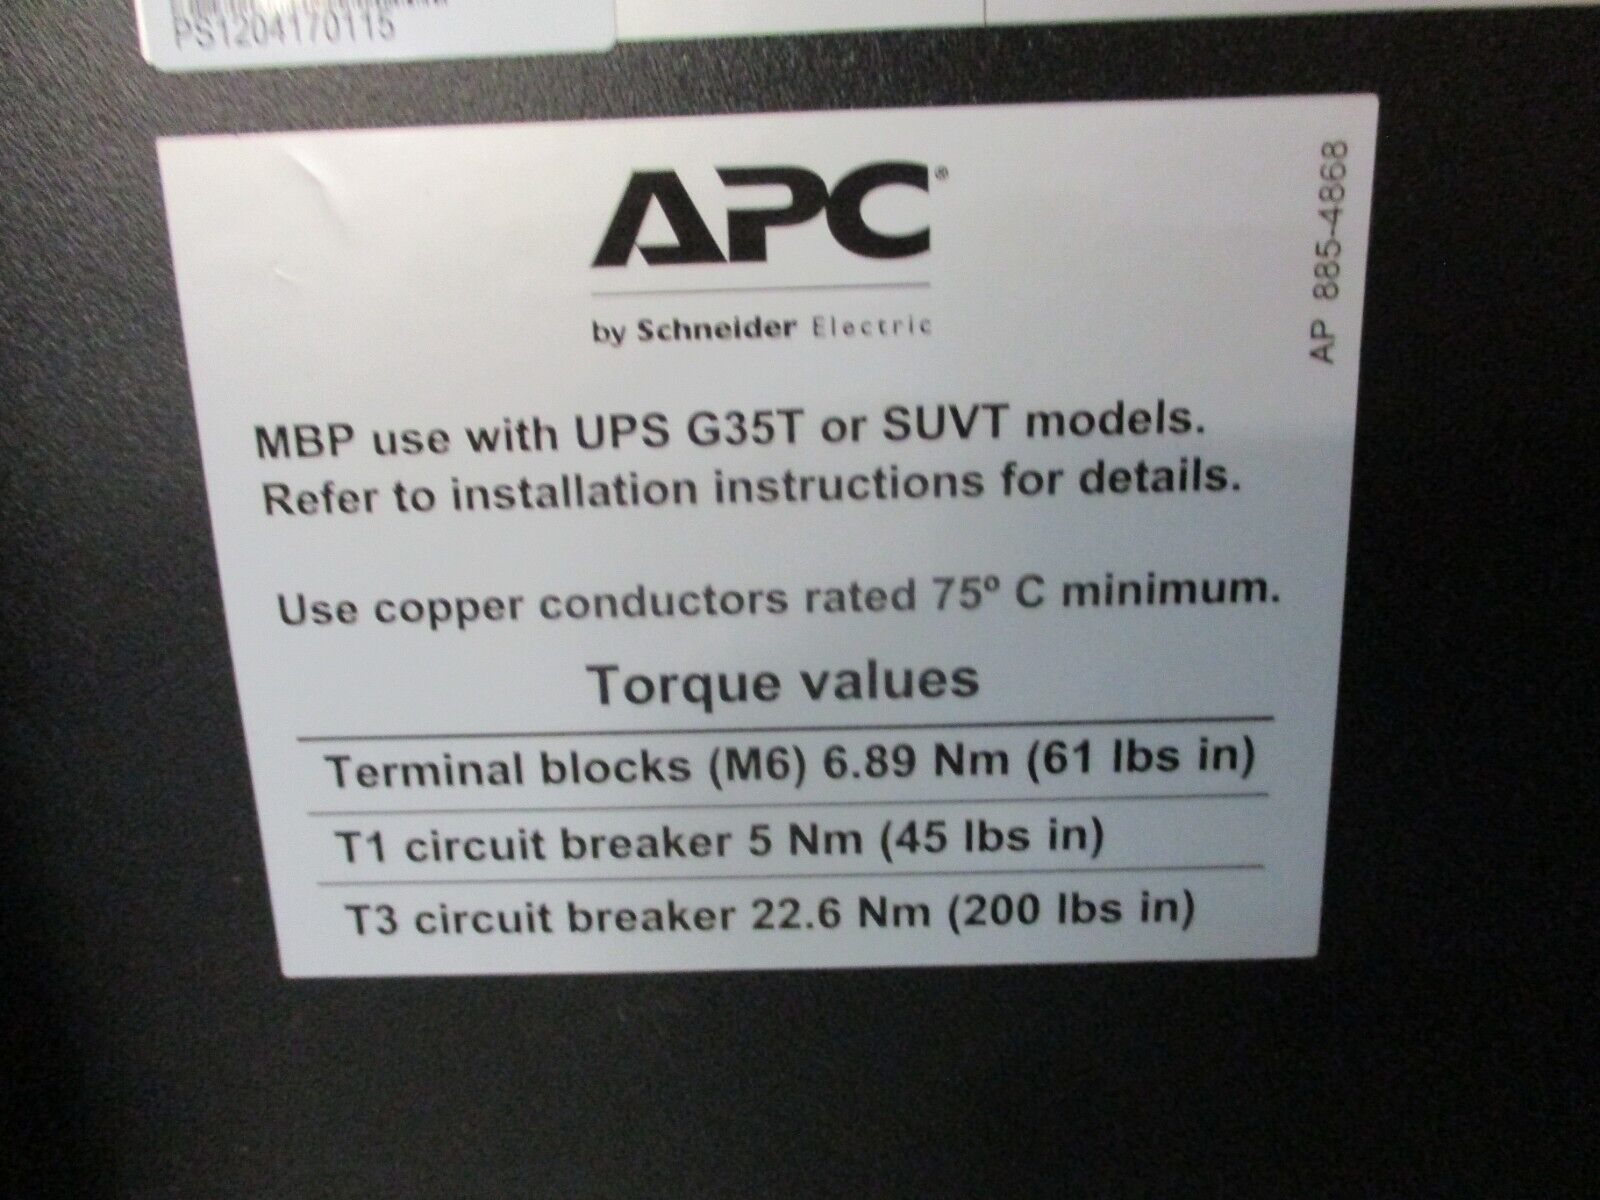 PS1204170115
APC®
by Schneider Electric
AP 885-4868
MBP use with UPS G35T or SUVT models.
Refer to installation instructions for details.
Use copper conductors rated 75º C minimum.
Torque values
Terminal blocks (M6) 6.89 Nm (61 lbs in)
T1 circuit breaker 5 Nm (45 lbs in)
T3 circuit breaker 22.6 Nm (200 lbs in)